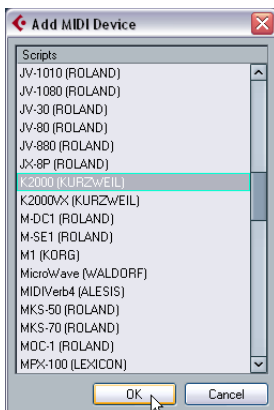 Add MIDI Device
Scripts
JV-1010 (ROLAND)
JV-1080 (ROLAND)
JV-30 (ROLAND)
JV-80 (ROLAND)
JV-880 (ROLAND)
JX-8P (ROLAND)
K2000 (KURZWEIL)
K2000VX (KURZWEIL)
M-DC1 (ROLAND)
M-SE1 (ROLAND)
M1 (KORG)
MicroWave (WALDORF)
MIDIVerb4 (ALESIS)
MKS-50 (ROLAND)
MKS-70 (ROLAND)
MOC-1 (ROLAND)
MPX-100 (LEXICON)
OK Cancel